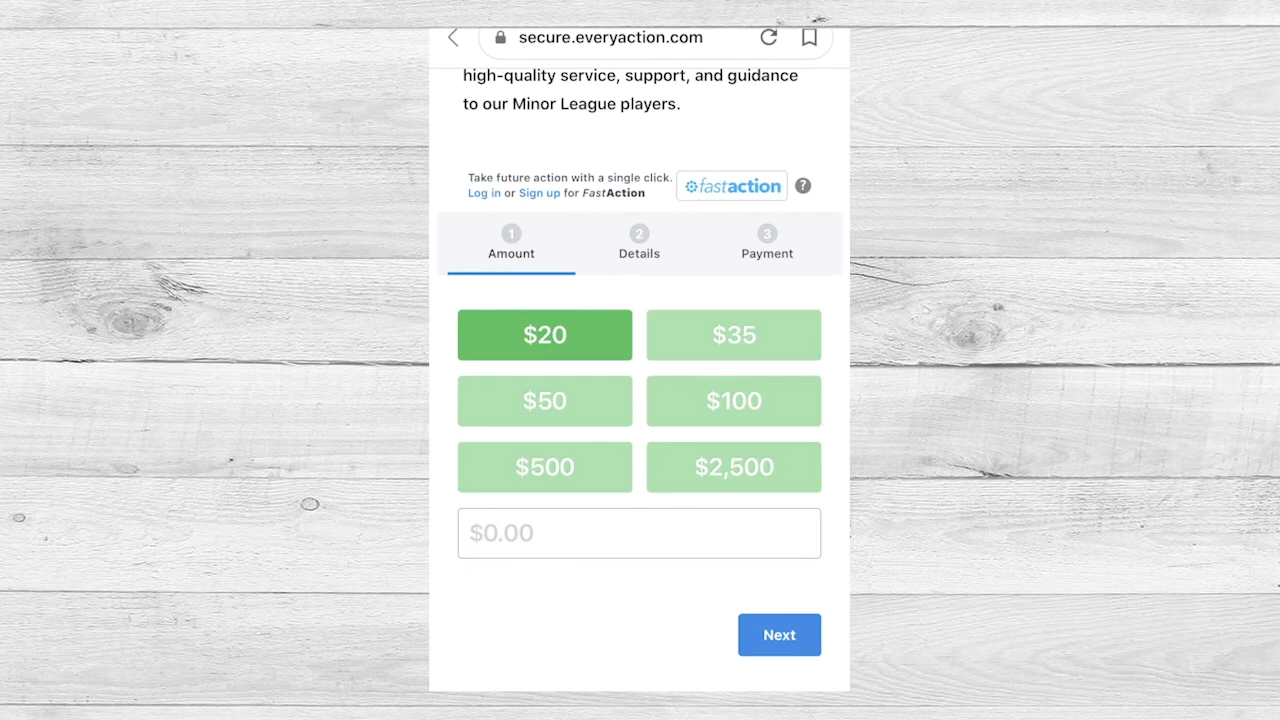 secure.everyaction.com
high-quality service, support, and guidance
to our Minor League players.
Take future action with a single click.
Log in or Sign up for FastAction
fastaction ?
1 2 3
Amount Details Payment
$20 $35
$50 $100
$500 $2,500
$0.00
Next